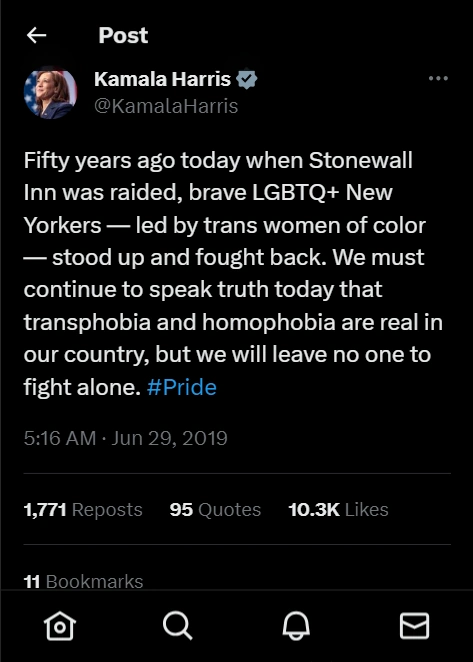 Post
Kamala Harris
@KamalaHarris
Fifty years ago today when Stonewall
Inn was raided, brave LGBTQ+ New
Yorkers — led by trans women of color
— stood up and fought back. We must
continue to speak truth today that
transphobia and homophobia are real in
our country, but we will leave no one to
fight alone. #Pride
5:16 AM · Jun 29, 2019
1,771 Reposts 95 Quotes 10.3K Likes
11 Bookmarks